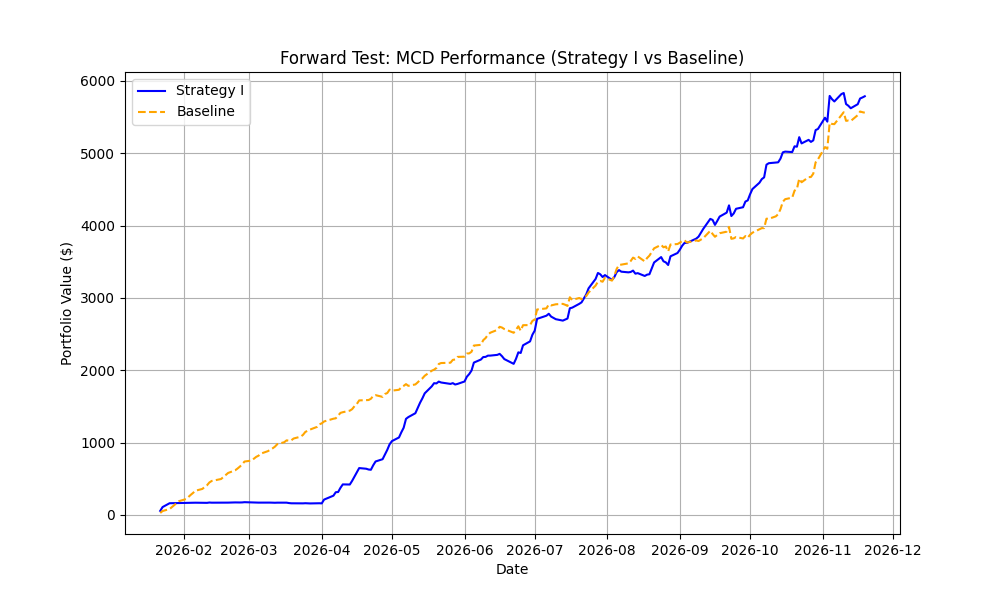 Forward Test: MCD Performance (Strategy I vs Baseline)
Strategy I
Baseline
Portfolio Value ($)
6000
5000
4000
3000
2000
1000
0
2026-02 2026-03 2026-04 2026-05 2026-06 2026-07 2026-08 2026-09 2026-10 2026-11 2026-12
Date